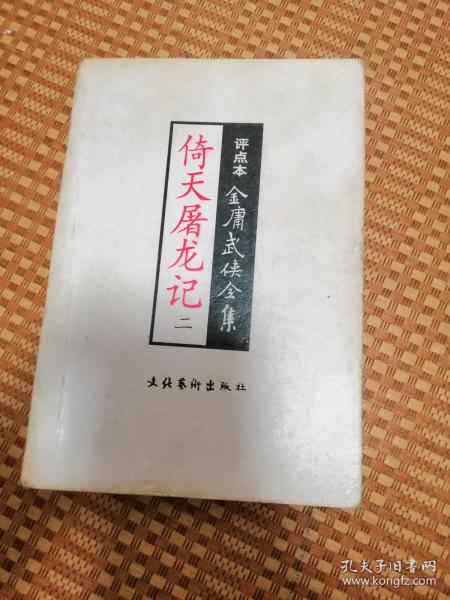 评点本 金庸武侠全集
倚天屠龙记
二
文化艺术出版社
孔夫子旧书网
www.kongfz.com